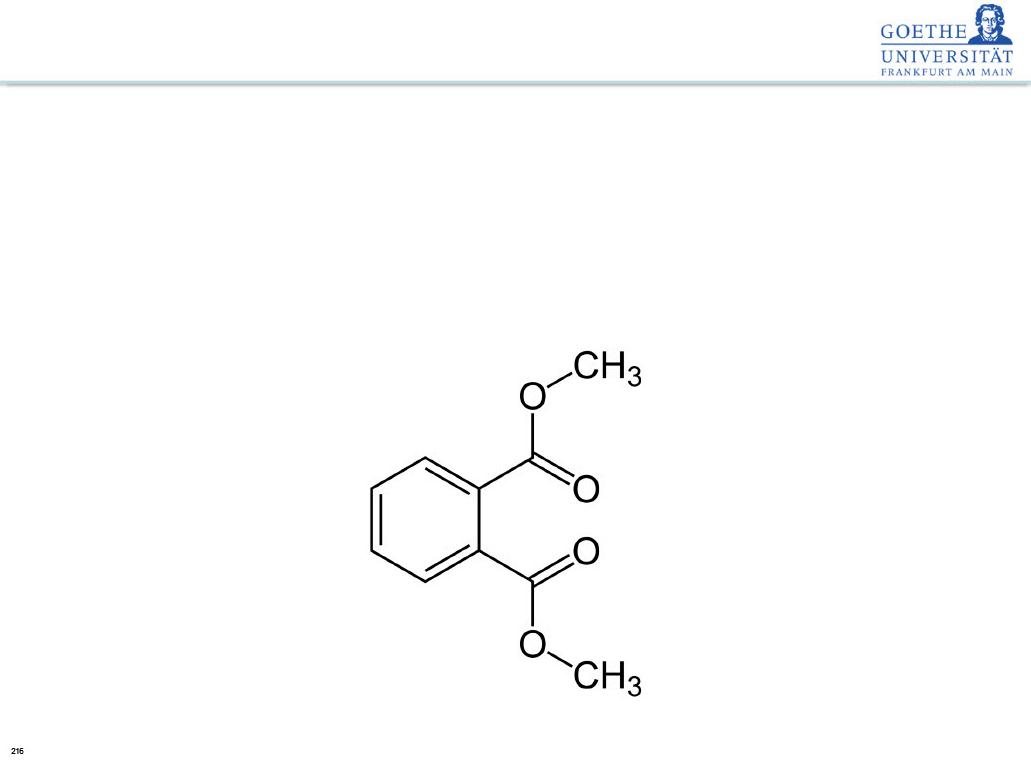 GOETHE
UNIVERSITÄT
FRANKFURT AM MAIN
CH3
O
O
O
O
CH3
216